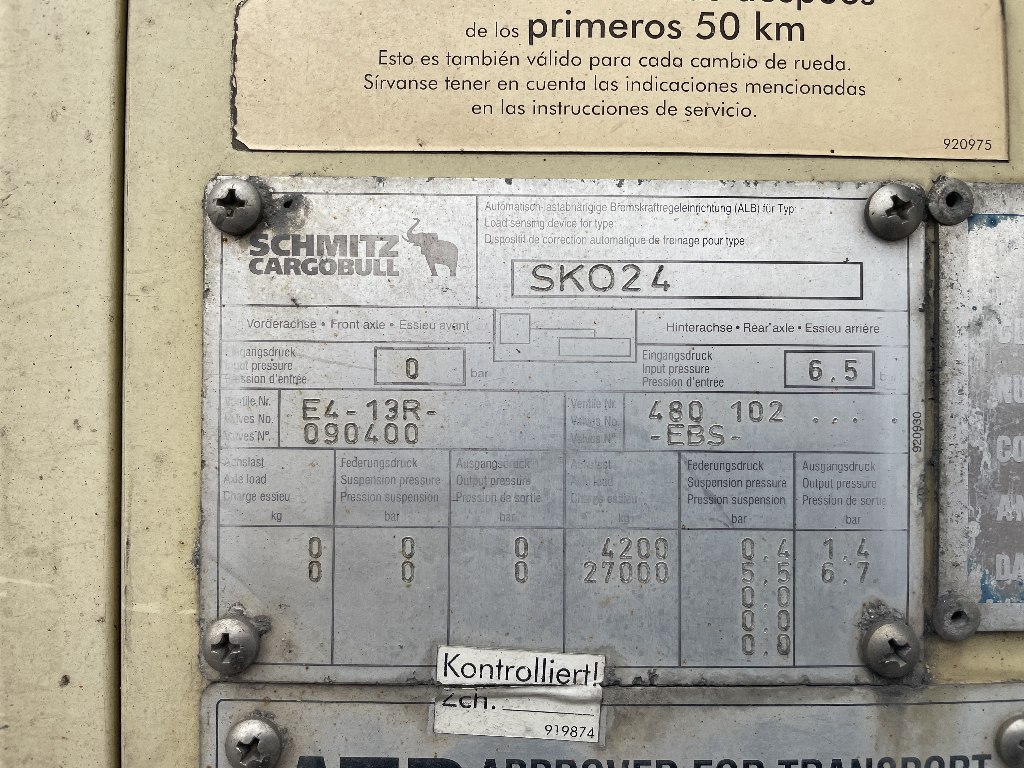 de los primeros 50 km
Esto es también válido para cada cambio de rueda.
Sírvanse tener en cuenta las indicaciones mencionadas
en las instrucciones de servicio.
920975
SCHMITZ
CARGOBULL
Automatisch-lastabhängige Bremskraftregeleinrichtung (ALB) für Typ:
Load sensing device for type:
Dispositif de correction automatique de freinage pour type
SKO24
Vorderachse • Front axle • Essieu avant
Hinterachse • Rear axle • Essieu arrière
Eingangsdruck
Input pressure
Pression d'entrée
0 bar
Eingangsdruck
Input pressure
Pression d'entrée
6.5
Ventile Nr.
Valves No.
Valves N°
E4-13R-
090400
Ventile Nr.
Valves No.
Valves N°
480 102 ... .
-EBS-
920930
Achslast
Axle load
Charge essieu
kg
Federungsdruck
Suspension pressure
Pression suspension
bar
Ausgangsdruck
Output pressure
Pression de sortie
bar
Achslast
Axle load
Charge essieu
kg
Federungsdruck
Suspension pressure
Pression suspension
bar
Ausgangsdruck
Output pressure
Pression de sortie
bar
0 0 0 4200 0.4 1.4
0 0 0 27000 5.5 6.7
0.0
0.0
0.0
Kontrolliert!
Zch.
919874
APPROVED FOR TRANSPORT